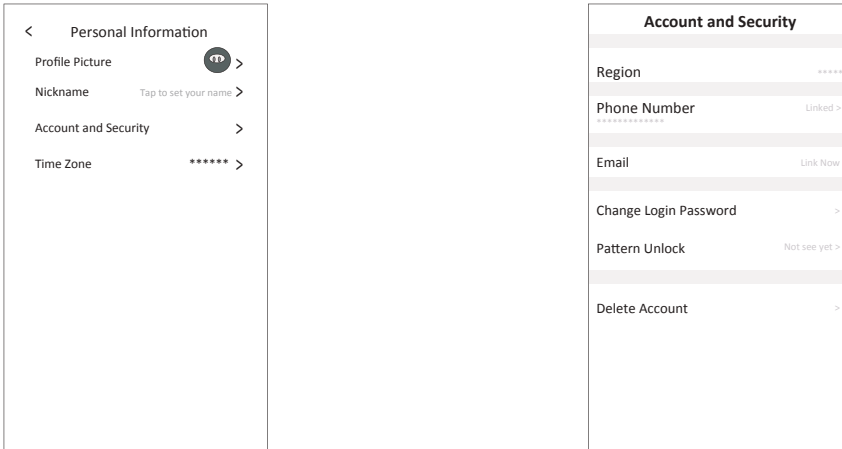 < Personal Information
Profile Picture >
Nickname Tap to set your name >
Account and Security >
Time Zone ****** >
Account and Security
Region *****
Phone Number Linked >
*************
Email Link Now
Change Login Password >
Pattern Unlock Not see yet >
Delete Account >